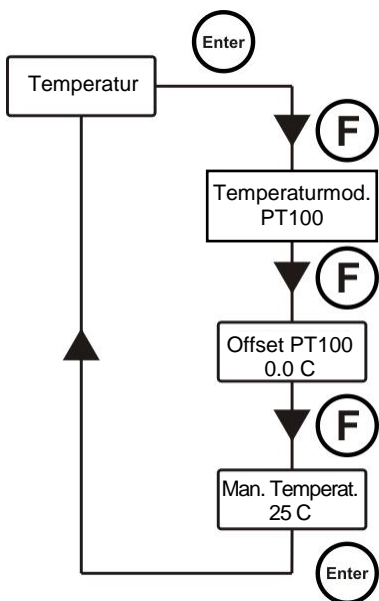 Enter
Temperatur
F
Temperaturmod.
PT100
F
Offset PT100
0.0 C
F
Man. Temperat.
25 C
Enter